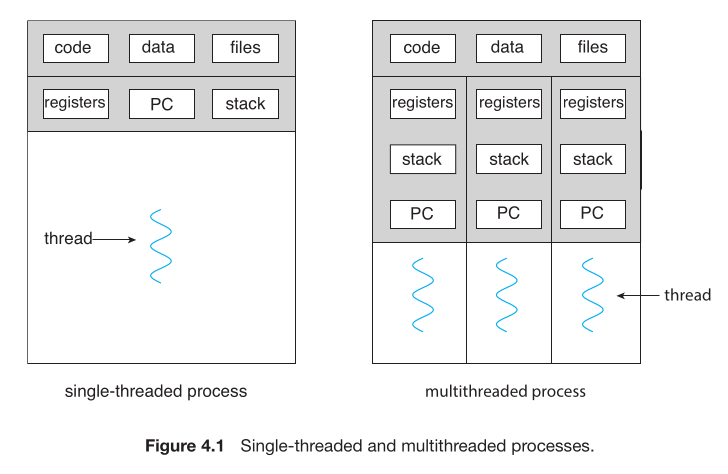 code data files
registers PC stack
thread
single-threaded process
code data files
registers registers registers
stack stack stack
PC PC PC
thread
multithreaded process
Figure 4.1 Single-threaded and multithreaded processes.